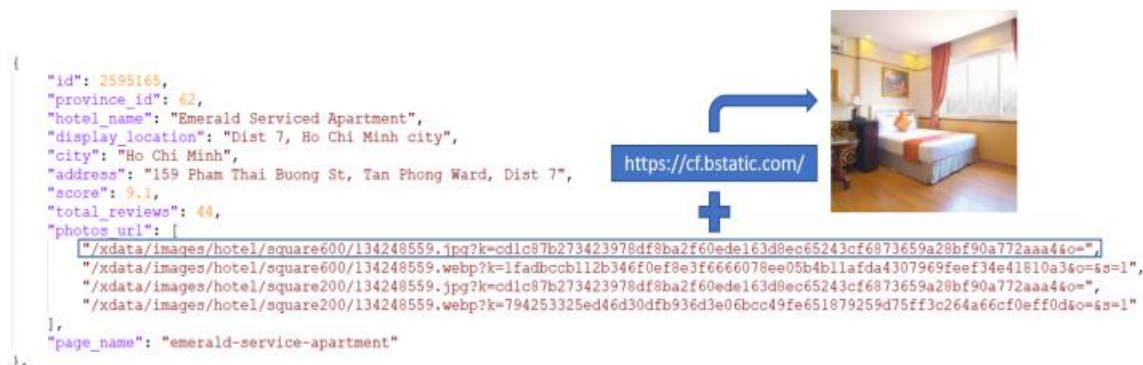 {
"id": 2595165,
"province_id": 62,
"hotel_name": "Emerald Serviced Apartment",
"display_location": "Dist 7, Ho Chi Minh city",
"city": "Ho Chi Minh",
"address": "159 Pham Thai Buong St, Tan Phong Ward, Dist 7",
"score": 9.1,
"total_reviews": 44,
"photos_url": [
"/xdata/images/hotel/square600/134248559.jpg?k=cd1c87b273423978df8ba2f60ede163d8ec65243cf6873659a28bf90a772aaa4&o=",
"/xdata/images/hotel/square600/134248559.webp?k=1fadbccb112b346f0ef8e3f6666078ee05b4b11afda4307969feef34e41810a3&o=&s=1",
"/xdata/images/hotel/square200/134248559.jpg?k=cd1c87b273423978df8ba2f60ede163d8ec65243cf6873659a28bf90a772aaa4&o=",
"/xdata/images/hotel/square200/134248559.webp?k=794253325ed46d30dfb936d3e06bcc49fe651879259d75ff3c264a66cf0eff0d&o=&s=1"
],
"page_name": "emerald-service-apartment"
},
https://cf.bstatic.com/